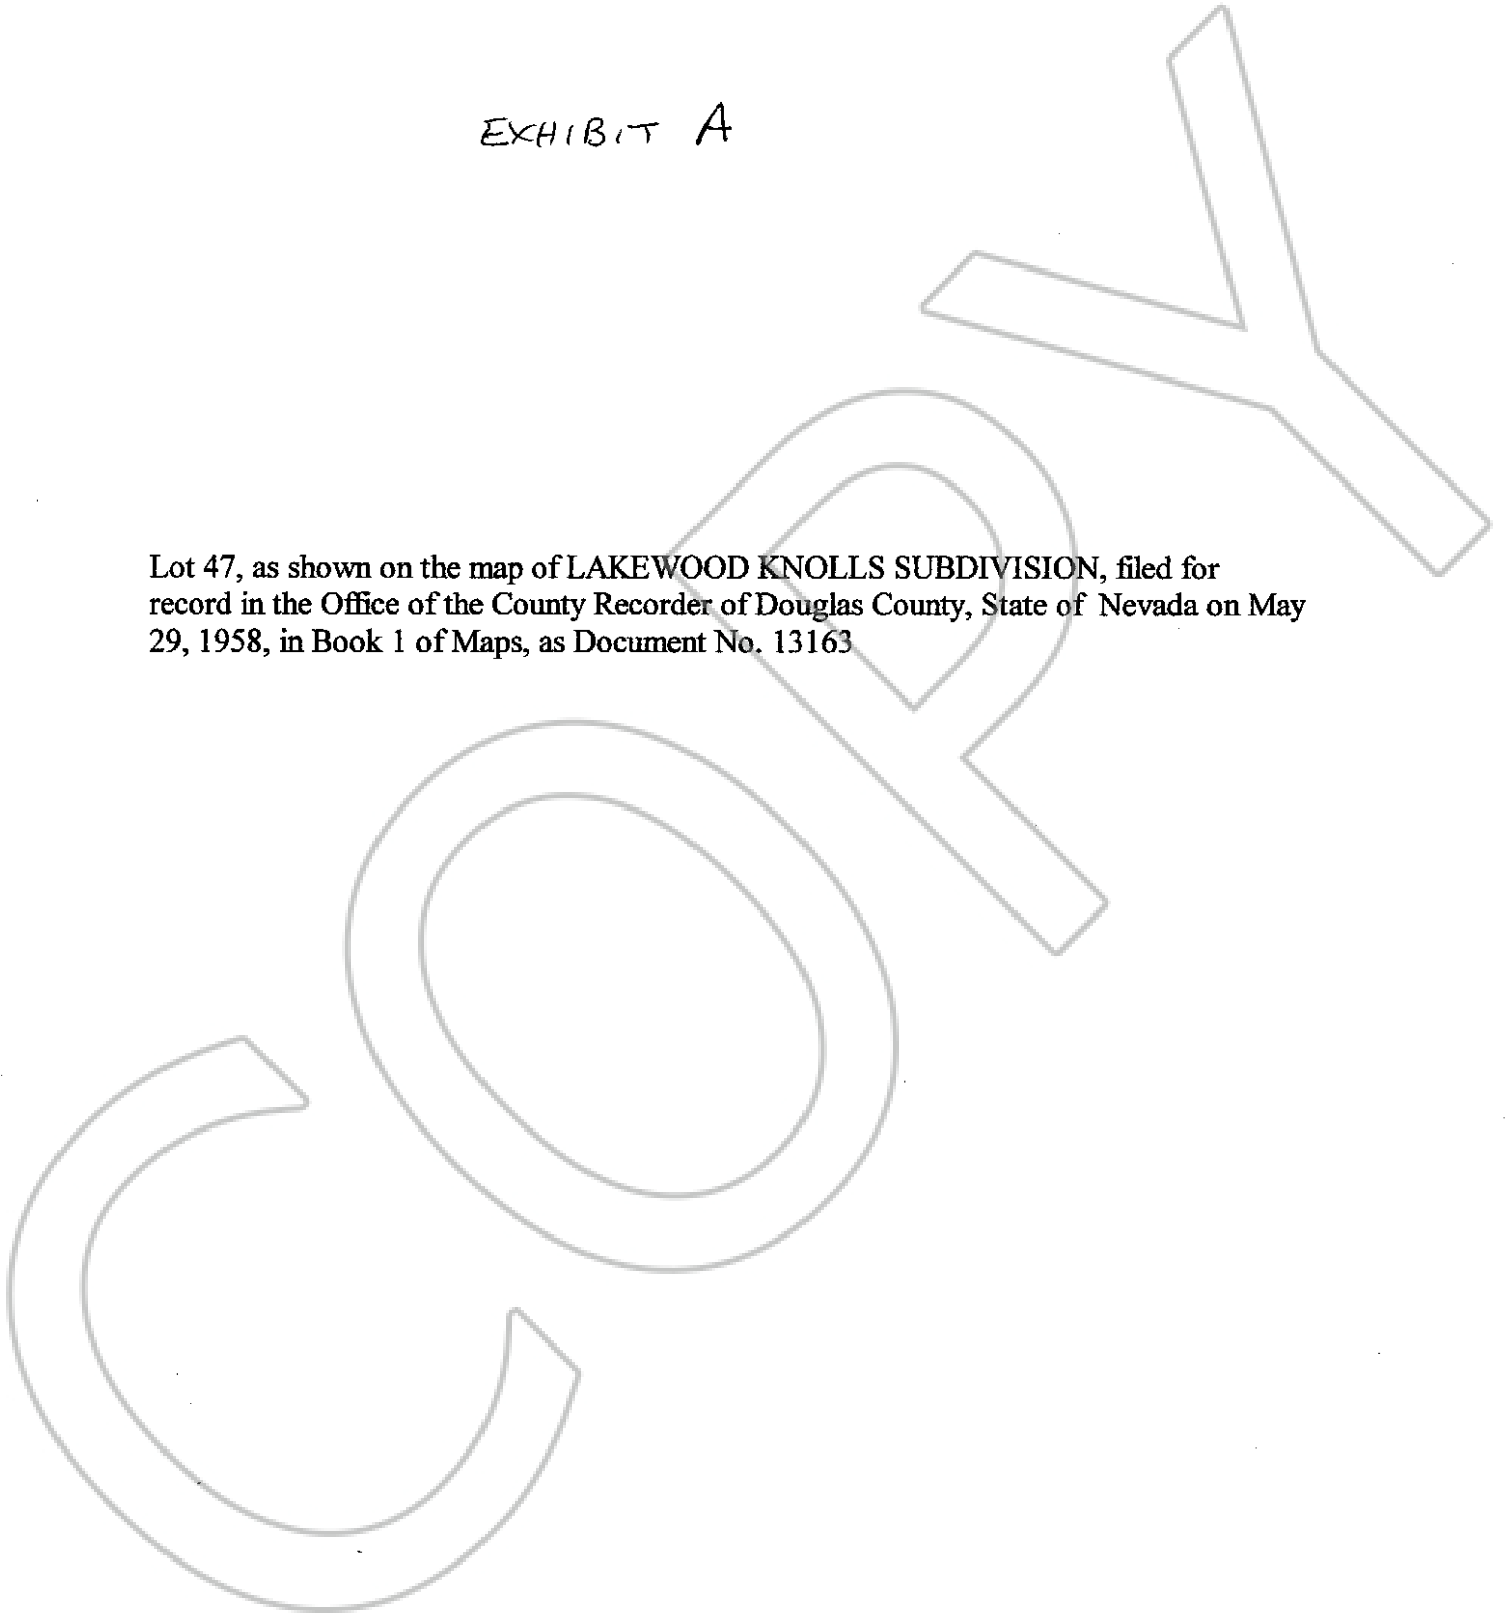 EXHIBIT A
Lot 47, as shown on the map of LAKEWOOD KNOLLS SUBDIVISION, filed for
record in the Office of the County Recorder of Douglas County, State of Nevada on May
29, 1958, in Book 1 of Maps, as Document No. 13163
COPY